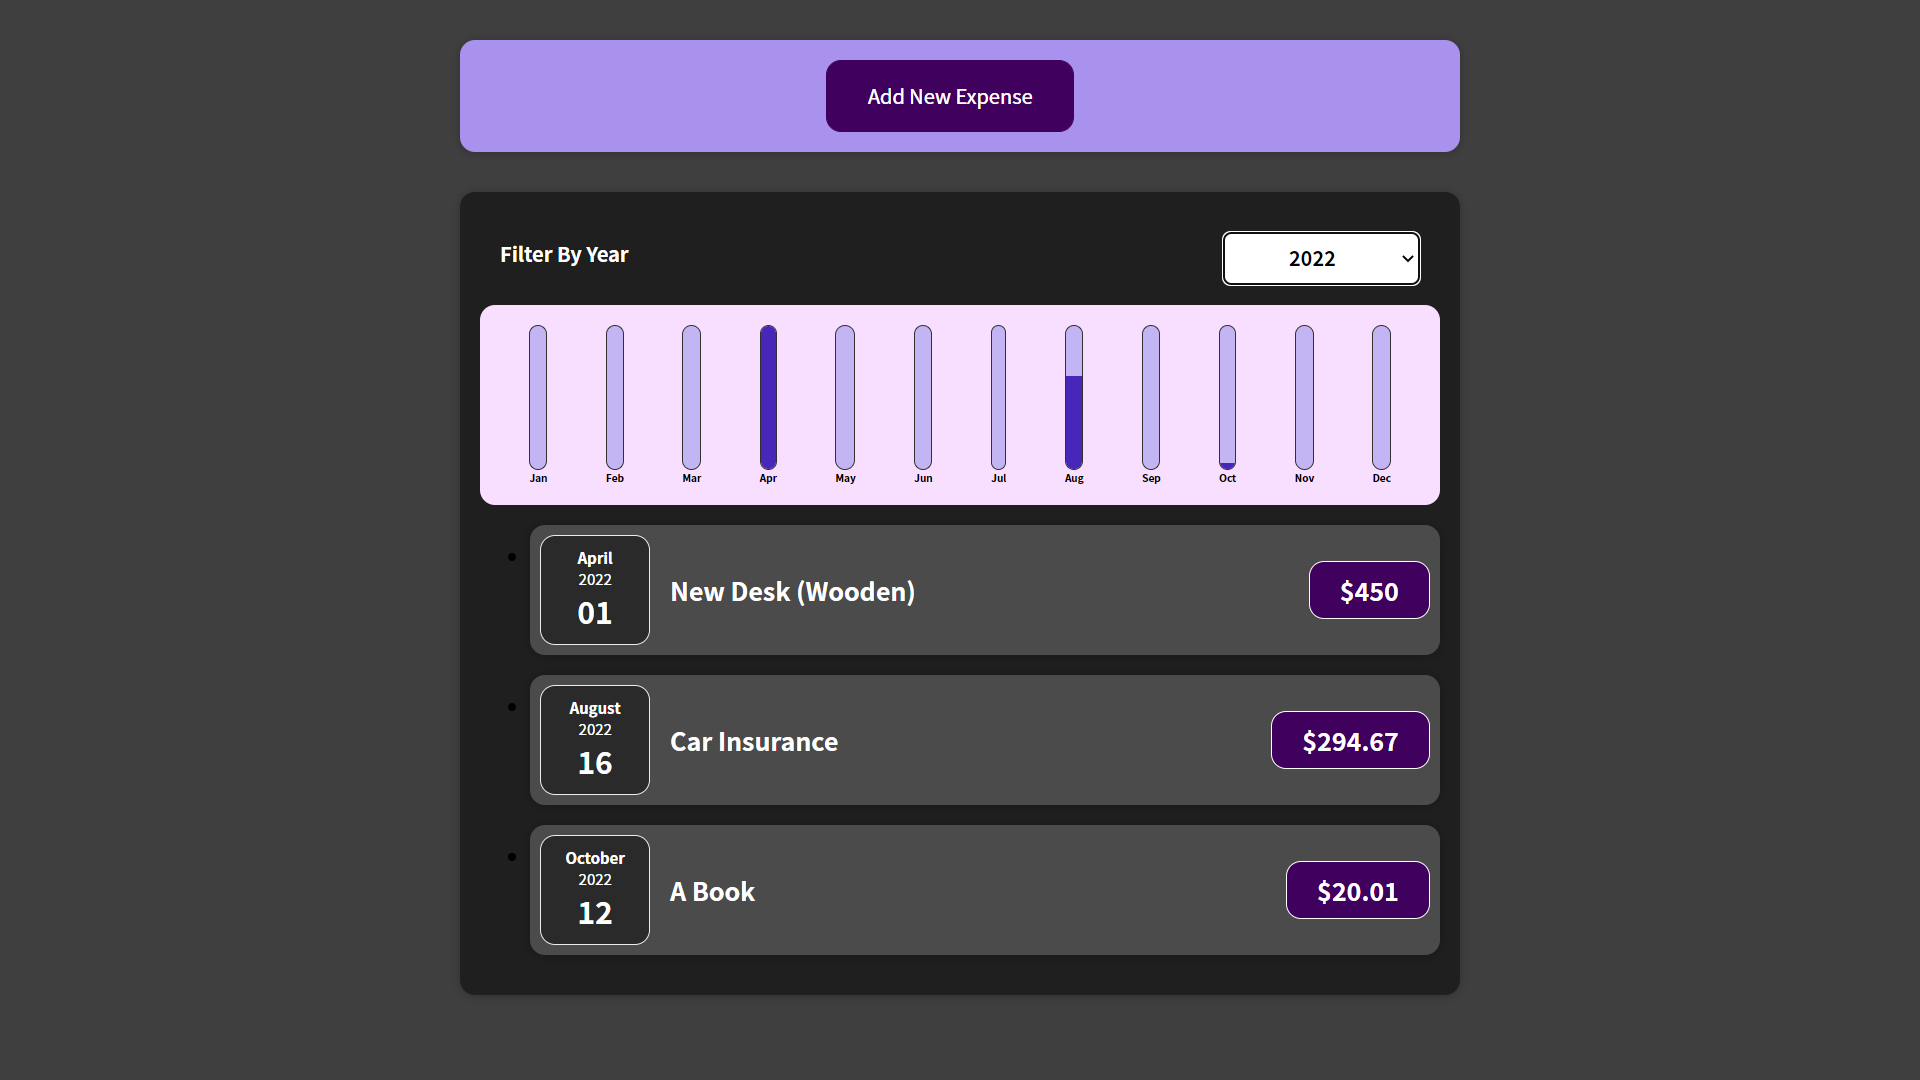 Add New Expense
Filter By Year
2022
Jan Feb Mar Apr May Jun Jul Aug Sep Oct Nov Dec
April
2022
01
New Desk (Wooden)
$450
August
2022
16
Car Insurance
$294.67
October
2022
12
A Book
$20.01